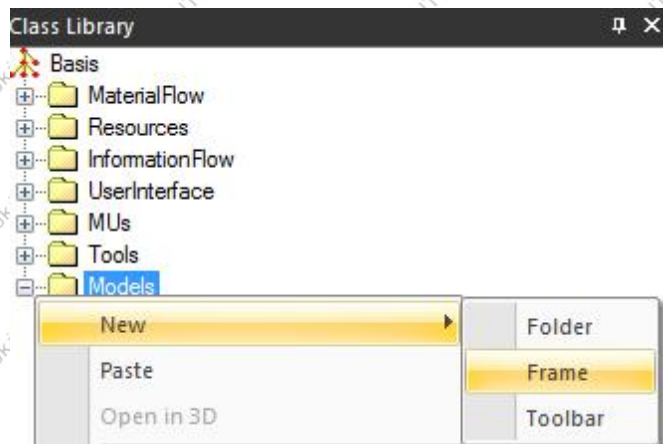 Class Library
Basis
MaterialFlow
Resources
InformationFlow
UserInterface
MUs
Tools
Models
New
Folder
Paste
Frame
Open in 3D
Toolbar